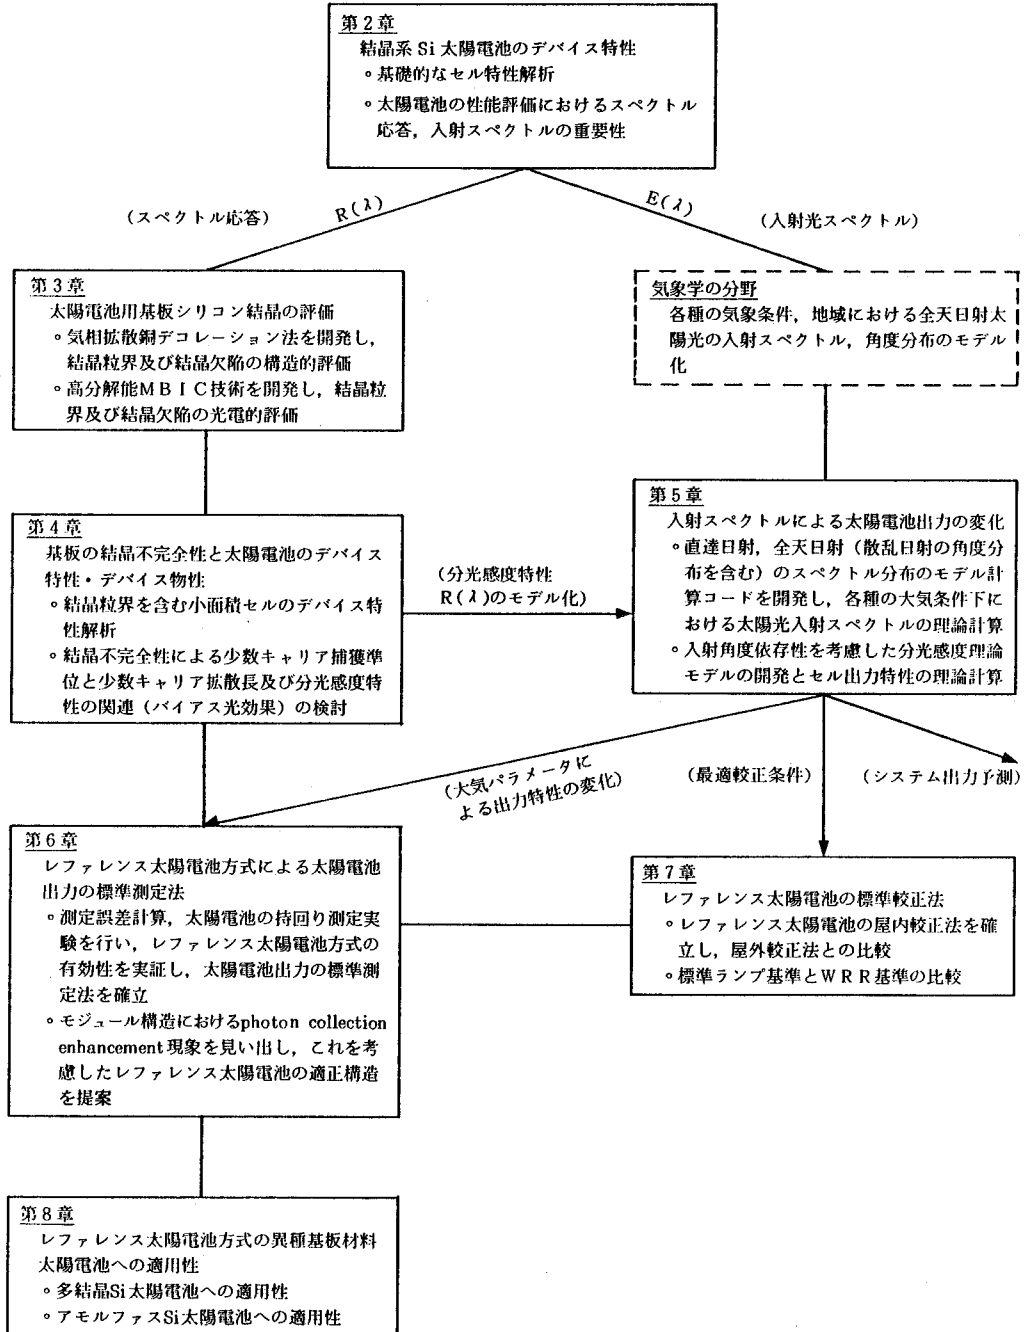 第2章
結晶系Si太陽電池のデバイス特性
∘基礎的なセル特性解析
∘太陽電池の性能評価におけるスペクトル
応答，入射スペクトルの重要性
(スペクトル応答)
R(λ)
E(λ)
(入射光スペクトル)
第3章
太陽電池用基板シリコン結晶の評価
∘気相拡散銅デコレーション法を開発し，
結晶粒界及び結晶欠陥の構造的評価
∘高分解能MBIC技術を開発し，結晶粒
界及び結晶欠陥の光電的評価
気象学の分野
各種の気象条件，地域における全天日射太
陽光の入射スペクトル，角度分布のモデル
化
第4章
基板の結晶不完全性と太陽電池のデバイス
特性・デバイス物性
∘結晶粒界を含む小面積セルのデバイス特
性解析
∘結晶不完全性による少数キャリア捕獲準
位と少数キャリア拡散長及び分光感度特
性の関連（バイアス光効果）の検討
(分光感度特性
R(λ)のモデル化)
第5章
入射スペクトルによる太陽電池出力の変化
∘直達日射，全天日射（散乱日射の角度分
布を含む）のスペクトル分布のモデル計
算コードを開発し，各種の大気条件下に
おける太陽光入射スペクトルの理論計算
∘入射角度依存性を考慮した分光感度理論
モデルの開発とセル出力特性の理論計算
(大気パラメータに
よる出力特性の変化)
(最適較正条件)
(システム出力予測)
第6章
レファレンス太陽電池方式による太陽電池
出力の標準測定法
∘測定誤差計算，太陽電池の持回り測定実
験を行い，レファレンス太陽電池方式の
有効性を実証し，太陽電池出力の標準測
定法を確立
∘モジュール構造におけるphoton collection
enhancement現象を見い出し，これを考
慮したレファレンス太陽電池の適正構造
を提案
第7章
レファレンス太陽電池の標準較正法
∘レファレンス太陽電池の屋内較正法を確
立し，屋外較正法との比較
∘標準ランプ基準とWRR基準の比較
第8章
レファレンス太陽電池方式の異種基板材料
太陽電池への適用性
∘多結晶Si太陽電池への適用性
∘アモルファスSi太陽電池への適用性